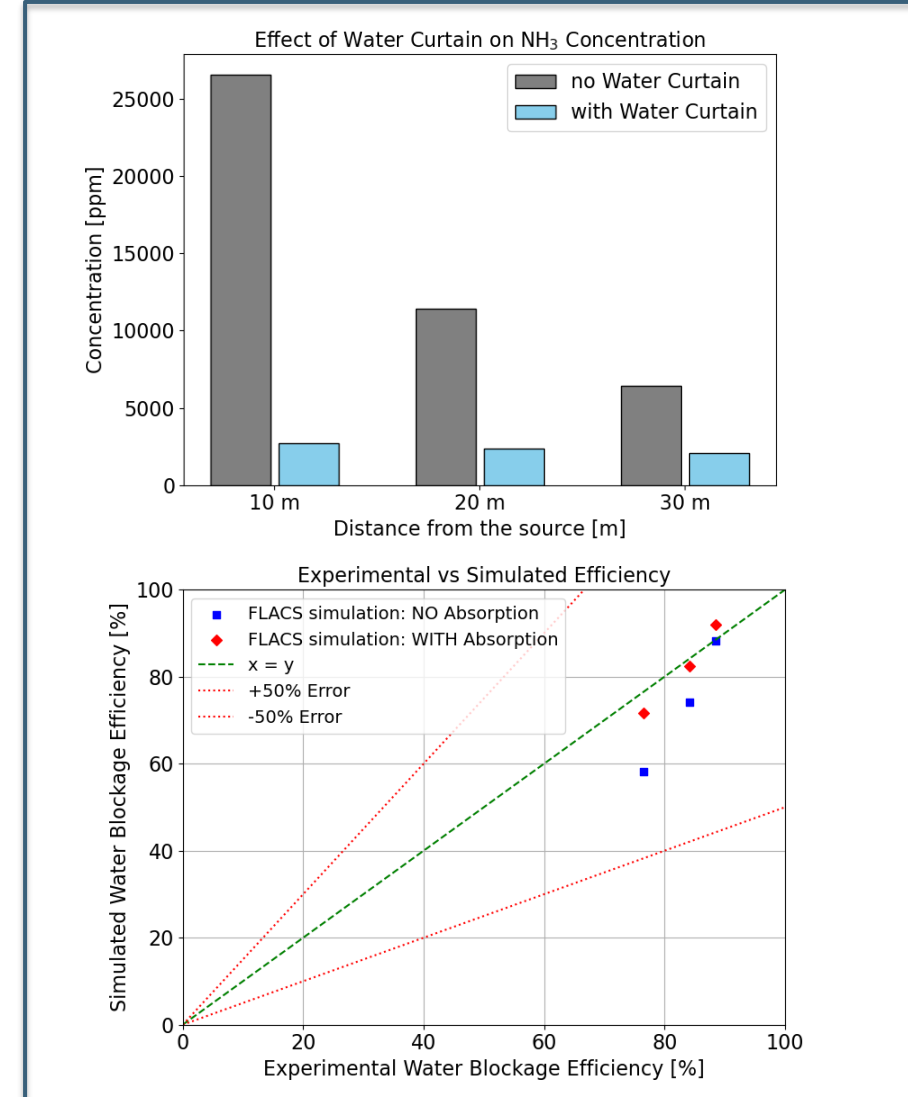 Effect of Water Curtain on NH₃ Concentration
no Water Curtain
with Water Curtain
Concentration [ppm]
25000
20000
15000
10000
5000
0
10 m
20 m
30 m
Distance from the source [m]
Experimental vs Simulated Efficiency
FLACS simulation: NO Absorption
FLACS simulation: WITH Absorption
x = y
+50% Error
-50% Error
Simulated Water Blockage Efficiency [%]
100
80
60
40
20
0
0
20
40
60
80
100
Experimental Water Blockage Efficiency [%]